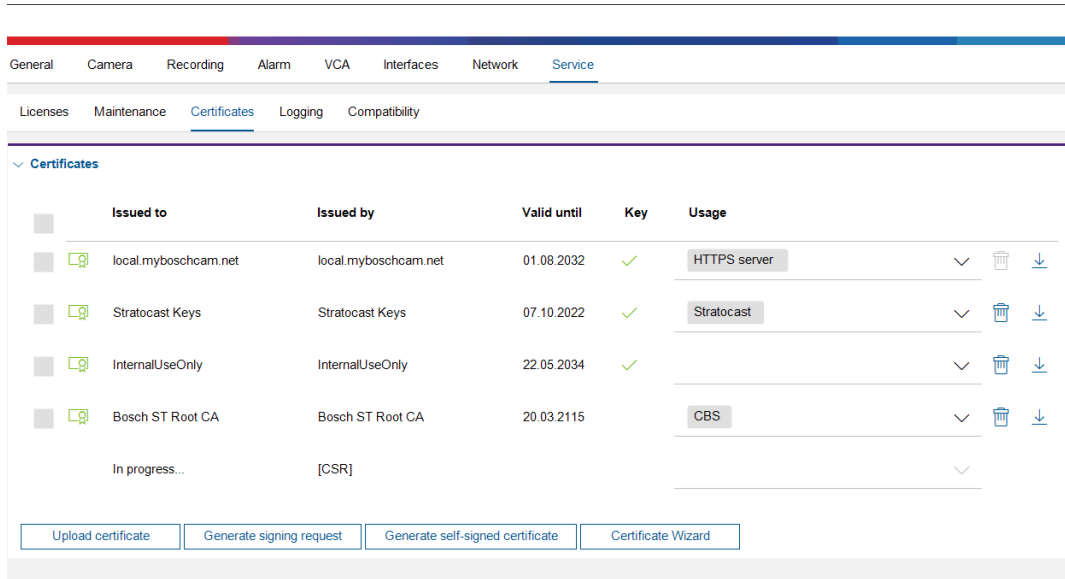 General Camera Recording Alarm VCA Interfaces Network Service
Licenses Maintenance Certificates Logging Compatibility
Certificates
Issued to Issued by Valid until Key Usage
local.myboschcam.net local.myboschcam.net 01.08.2032 HTTPS server
Stratocast Keys Stratocast Keys 07.10.2022 Stratocast
InternalUseOnly InternalUseOnly 22.05.2034
Bosch ST Root CA Bosch ST Root CA 20.03.2115 CBS
In progress... [CSR]
Upload certificate Generate signing request Generate self-signed certificate Certificate Wizard